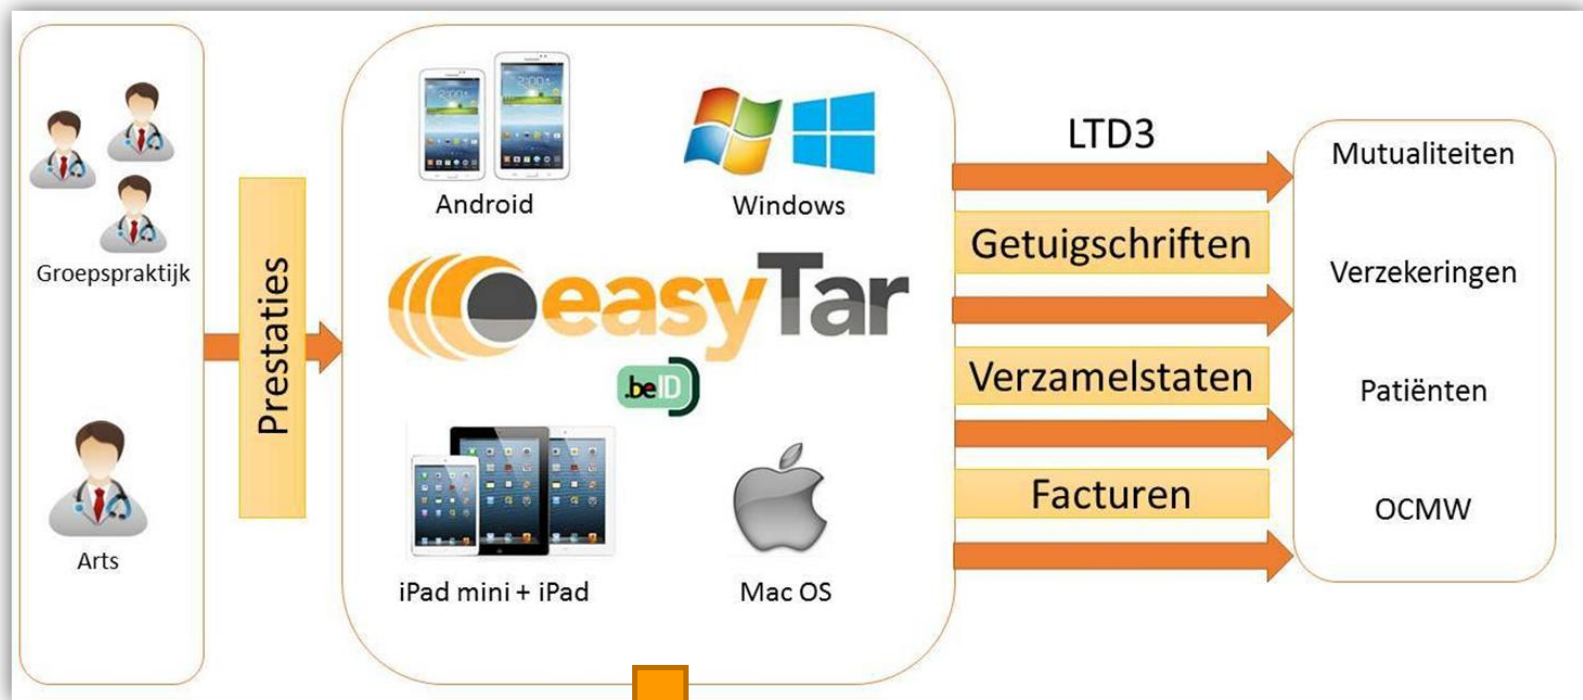 Groepspraktijk
Arts
Prestaties
Android
Windows
easyTar
.beID
iPad mini + iPad
Mac OS
LTD3
Getuigschriften
Verzamelstaten
Facturen
Mutualiteiten
Verzekeringen
Patiënten
OCMW